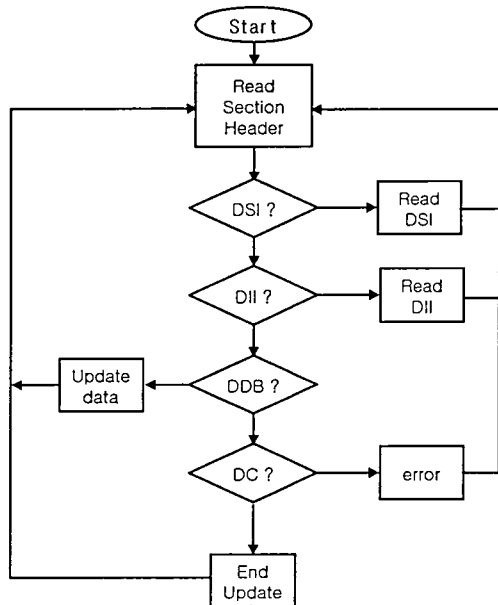 Start
Read
Section
Header
DSI ?
Read
DSI
DII ?
Read
DII
Update
data
DDB ?
DC ?
error
End
Update